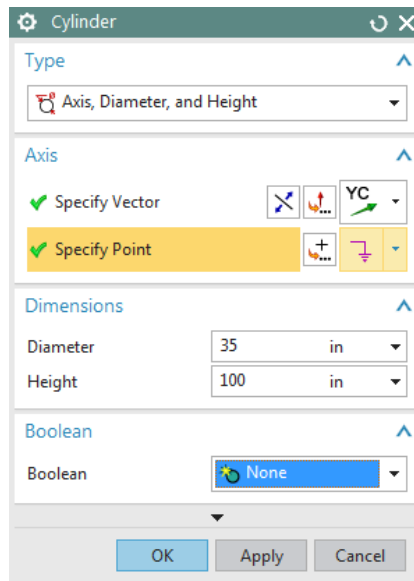 Cylinder
Type
Axis, Diameter, and Height
Axis
Specify Vector
YC
Specify Point
Dimensions
Diameter 35 in
Height 100 in
Boolean
Boolean None
OK Apply Cancel